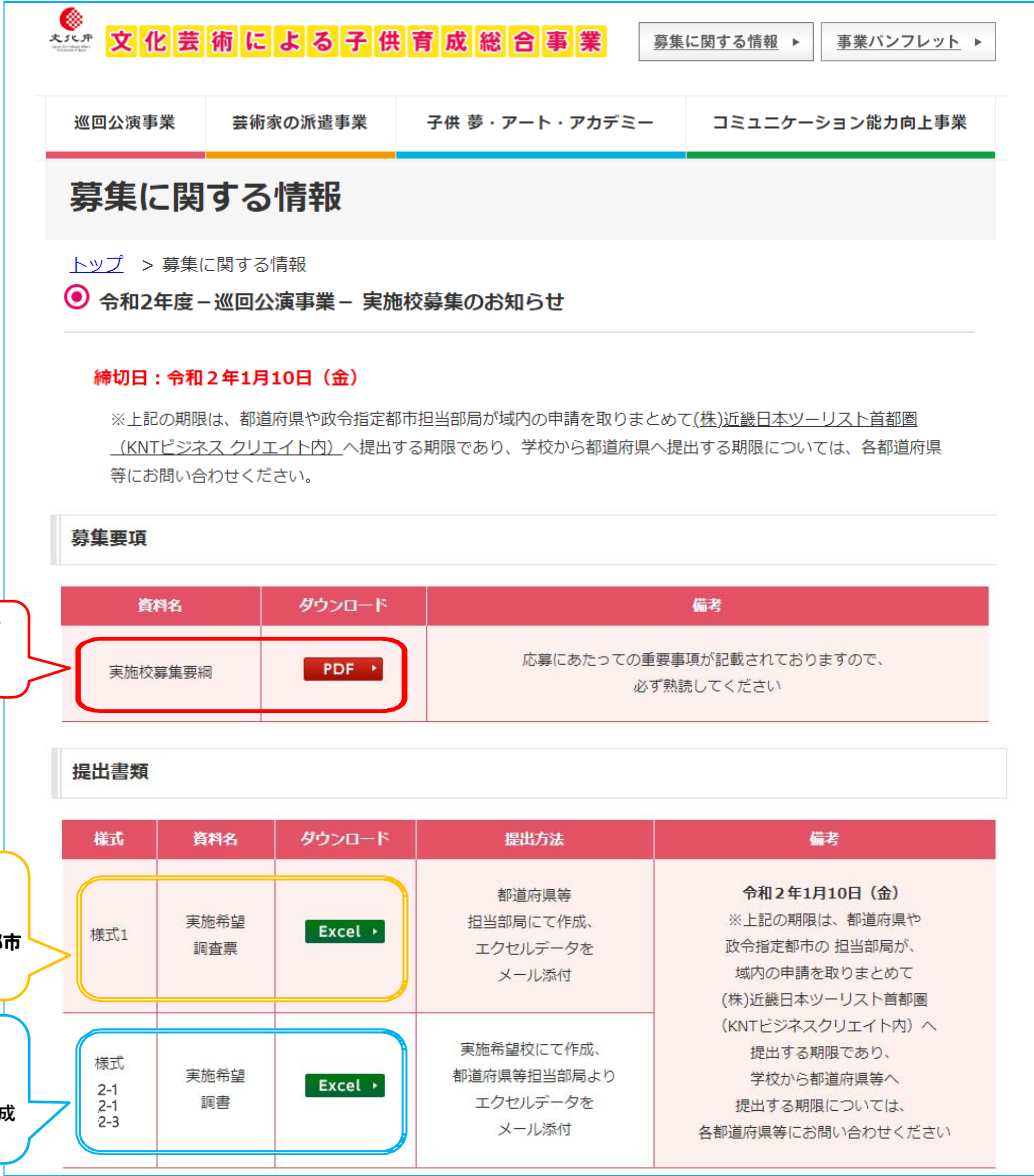 文化庁
文化芸術による子供育成総合事業
募集に関する情報
事業パンフレット
巡回公演事業
芸術家の派遣事業
子供 夢・アート・アカデミー
コミュニケーション能力向上事業
募集に関する情報
トップ > 募集に関する情報
令和2年度－巡回公演事業－ 実施校募集のお知らせ
締切日：令和２年1月10日（金）
※上記の期限は、都道府県や政令指定都市担当部局が域内の申請を取りまとめて(株)近畿日本ツーリスト首都圏
（KNTビジネス クリエイト内）へ提出する期限であり、学校から都道府県へ提出する期限については、各都道府県
等にお問い合わせください。
募集要項
資料名 ダウンロード 備考
実施校募集要綱
PDF
応募にあたっての重要事項が記載されておりますので、
必ず熟読してください
提出書類
様式 資料名 ダウンロード 提出方法 備考
様式1
実施希望
調査票
Excel
都道府県等
担当部局にて作成、
エクセルデータを
メール添付
様式
2-1
2-1
2-3
実施希望
調書
Excel
実施希望校にて作成、
都道府県等担当部局より
エクセルデータを
メール添付
令和２年1月10日（金）
※上記の期限は、都道府県や
政令指定都市の 担当部局が、
域内の申請を取りまとめて
(株)近畿日本ツーリスト首都圏
（KNTビジネスクリエイト内）へ
提出する期限であり、
学校から都道府県等へ
提出する期限については、
各都道府県等にお問い合わせください
市
成